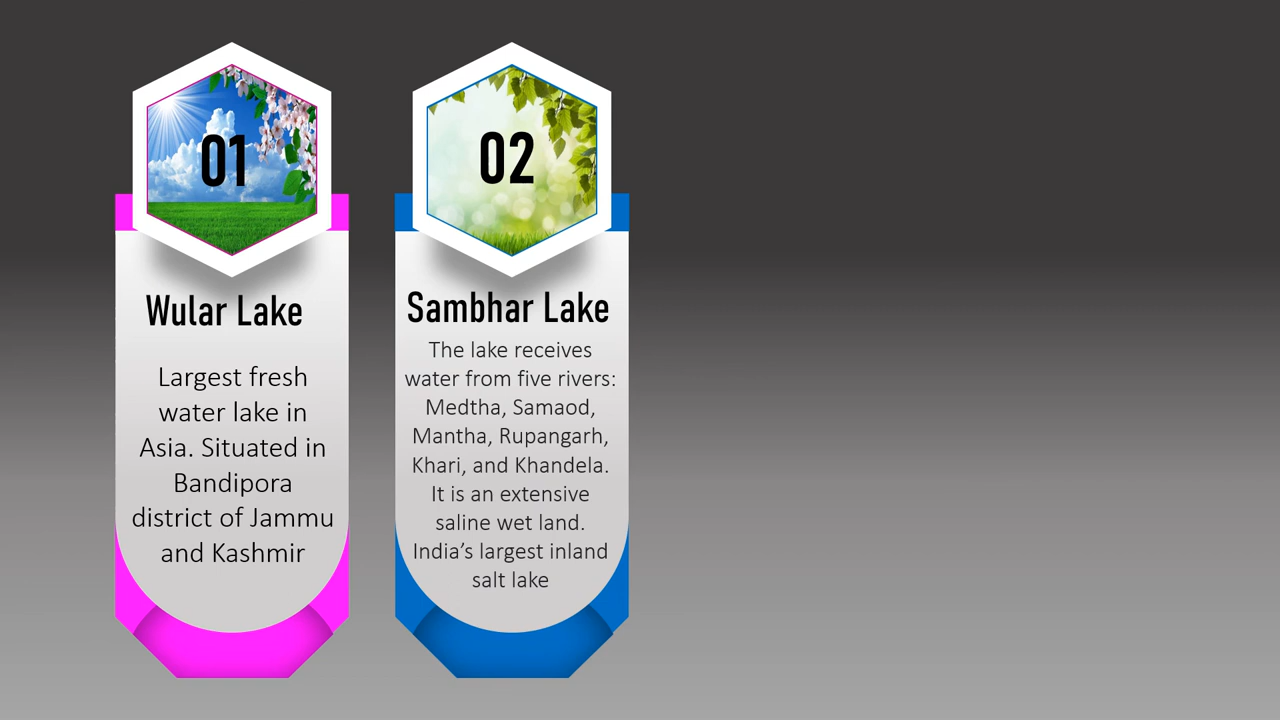 01
Wular Lake
Largest fresh
water lake in
Asia. Situated in
Bandipora
district of Jammu
and Kashmir
02
Sambhar Lake
The lake receives
water from five rivers:
Medtha, Samaod,
Mantha, Rupangarh,
Khari, and Khandela.
It is an extensive
saline wet land.
India’s largest inland
salt lake